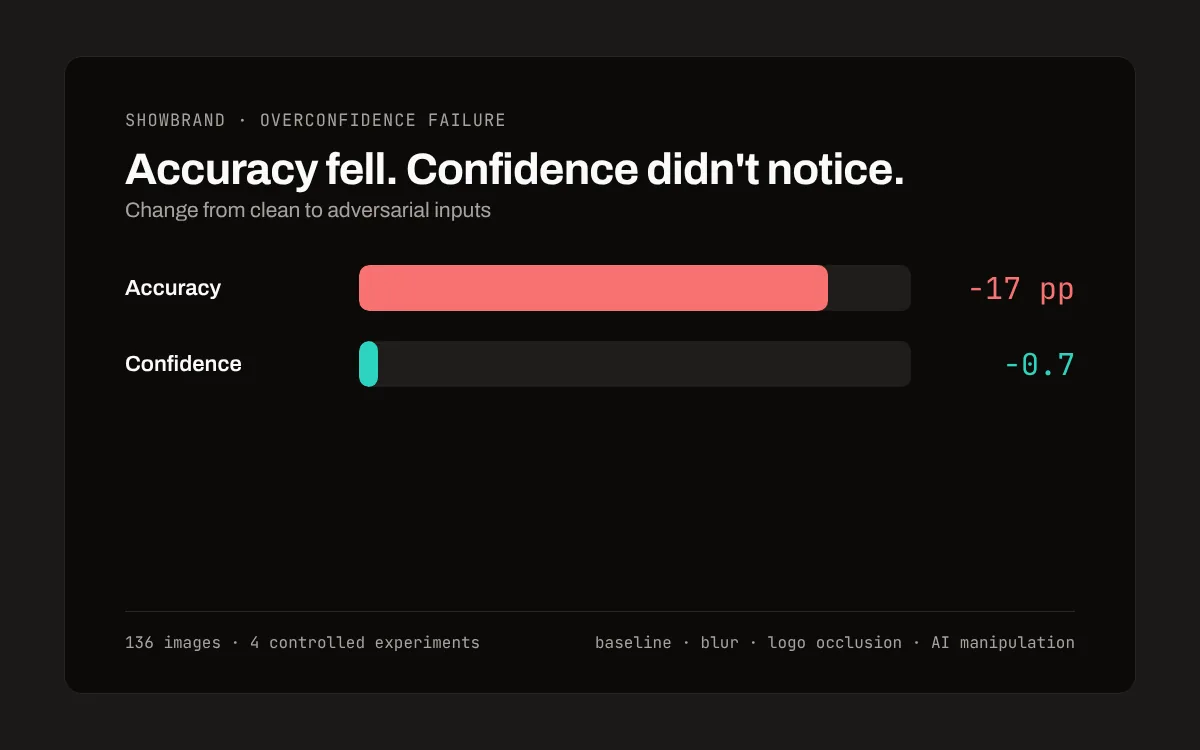 SHOWBRAND · OVERCONFIDENCE FAILURE
Accuracy fell. Confidence didn't notice.
Change from clean to adversarial inputs
Accuracy -17 pp
Confidence -0.7
136 images · 4 controlled experiments baseline · blur · logo occlusion · AI manipulation